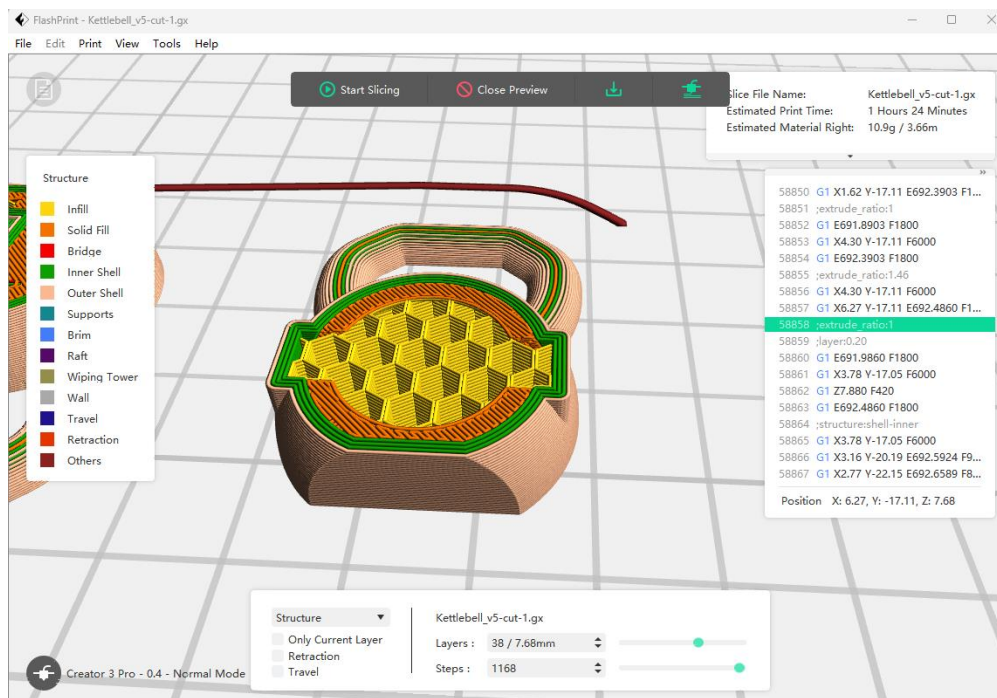 FlashPrint - Kettlebell_v5-cut-1.gx
File Edit Print View Tools Help
Start Slicing Close Preview
Slice File Name: Kettlebell_v5-cut-1.gx
Estimated Print Time: 1 Hours 24 Minutes
Estimated Material Right: 10.9g / 3.66m
Structure
Infill
Solid Fill
Bridge
Inner Shell
Outer Shell
Supports
Brim
Raft
Wiping Tower
Wall
Travel
Retraction
Others
58850 G1 X1.62 Y-17.11 E692.3903 F1...
58851 ;extrude_ratio:1
58852 G1 E691.8903 F1800
58853 G1 X4.30 Y-17.11 F6000
58854 G1 E692.3903 F1800
58855 ;extrude_ratio:1.46
58856 G1 X4.30 Y-17.11 F6000
58857 G1 X6.27 Y-17.11 E692.4860 F1...
58858 ;extrude_ratio:1
58859 ;layer:0.20
58860 G1 E691.9860 F1800
58861 G1 X3.78 Y-17.05 F6000
58862 G1 Z7.880 F420
58863 G1 E692.4860 F1800
58864 ;structure:shell-inner
58865 G1 X3.78 Y-17.05 F6000
58866 G1 X3.16 Y-20.19 E692.5924 F9...
58867 G1 X2.77 Y-22.15 E692.6589 F8...
Position X: 6.27, Y: -17.11, Z: 7.68
Structure
Only Current Layer
Retraction
Travel
Kettlebell_v5-cut-1.gx
Layers : 38 / 7.68mm
Steps : 1168
Creator 3 Pro - 0.4 - Normal Mode